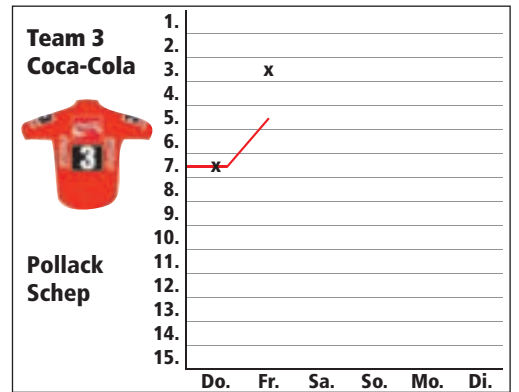 Team 3
Coca-Cola
3
Pollack
Schep
1.
2.
3.
4.
5.
6.
7.
8.
9.
10.
11.
12.
13.
14.
15.
x
x
Do. Fr. Sa. So. Mo. Di.